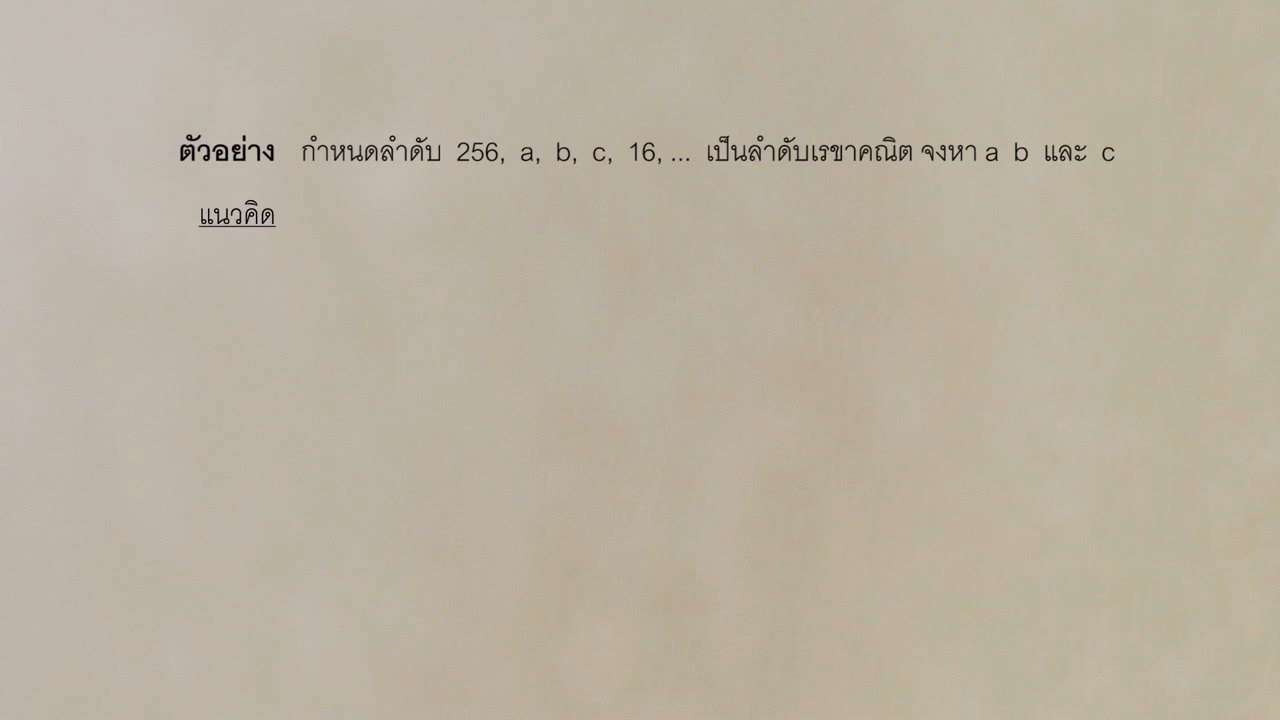 ตัวอย่าง กำหนดลำดับ 256, a, b, c, 16, ... เป็นลำดับเรขาคณิต จงหา a b และ c
แนวคิด